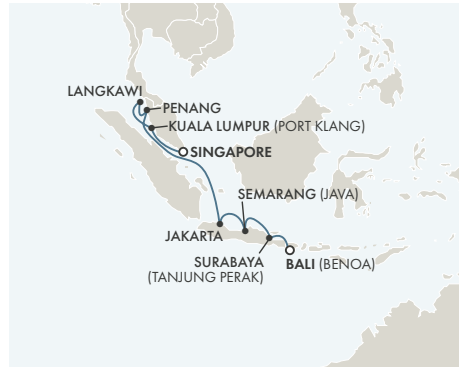 LANGKAWI
PENANG
KUALA LUMPUR (PORT KLANG)
SINGAPORE
SEMARANG (JAVA)
JAKARTA
SURABAYA
(TANJUNG PERAK)
BALI (BENOA)